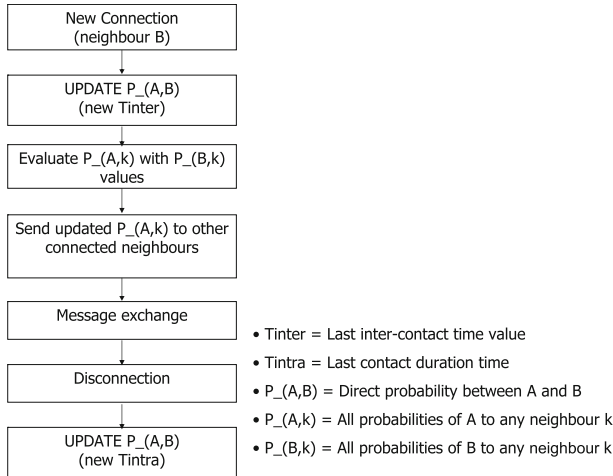 New Connection
(neighbour B)
UPDATE P_(A,B)
(new Tinter)
Evaluate P_(A,k) with P_(B,k)
values
Send updated P_(A,k) to other
connected neighbours
Message exchange
Disconnection
UPDATE P_(A,B)
(new Tintra)
• Tinter = Last inter-contact time value
• Tintra = Last contact duration time
• P_(A,B) = Direct probability between A and B
• P_(A,k) = All probabilities of A to any neighbour k
• P_(B,k) = All probabilities of B to any neighbour k